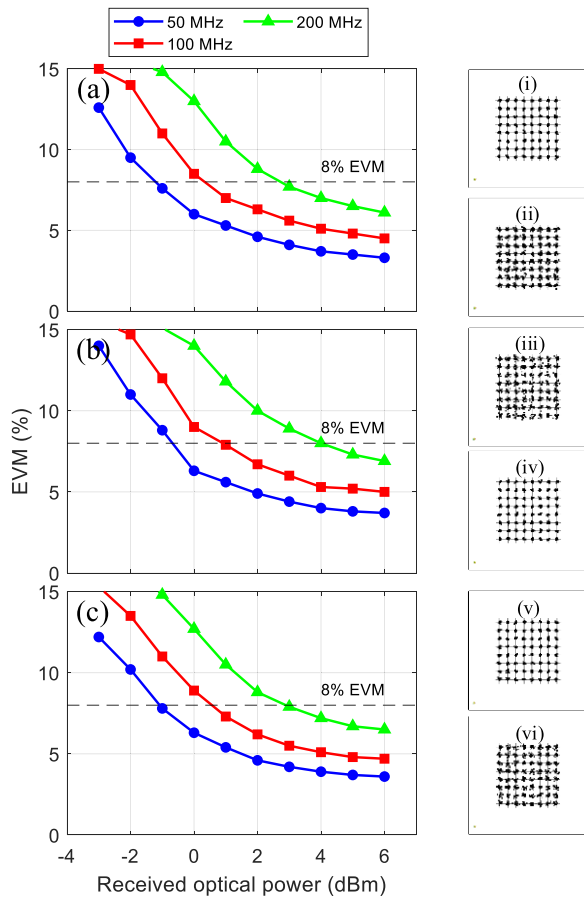 50 MHz
200 MHz
100 MHz
15
(a)
(i)
10
8% EVM
5
(ii)
0
15
(b)
(iii)
10
8% EVM
EVM (%)
5
(iv)
0
15
(c)
(v)
10
8% EVM
5
(vi)
0
-4 -2 0 2 4 6
Received optical power (dBm)